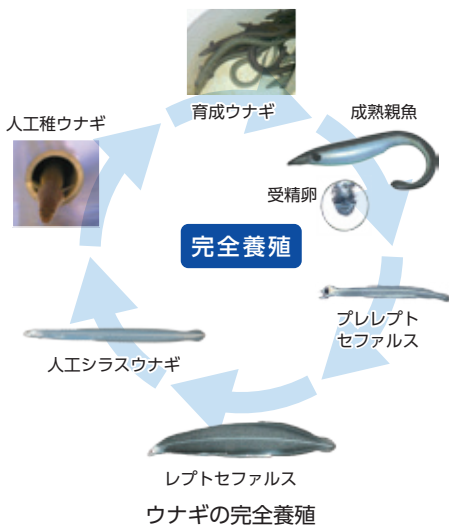 育成ウナギ
成熟親魚
人工稚ウナギ
受精卵
完全養殖
プレレプト
セファルス
人工シラスウナギ
レプトセファルス
ウナギの完全養殖